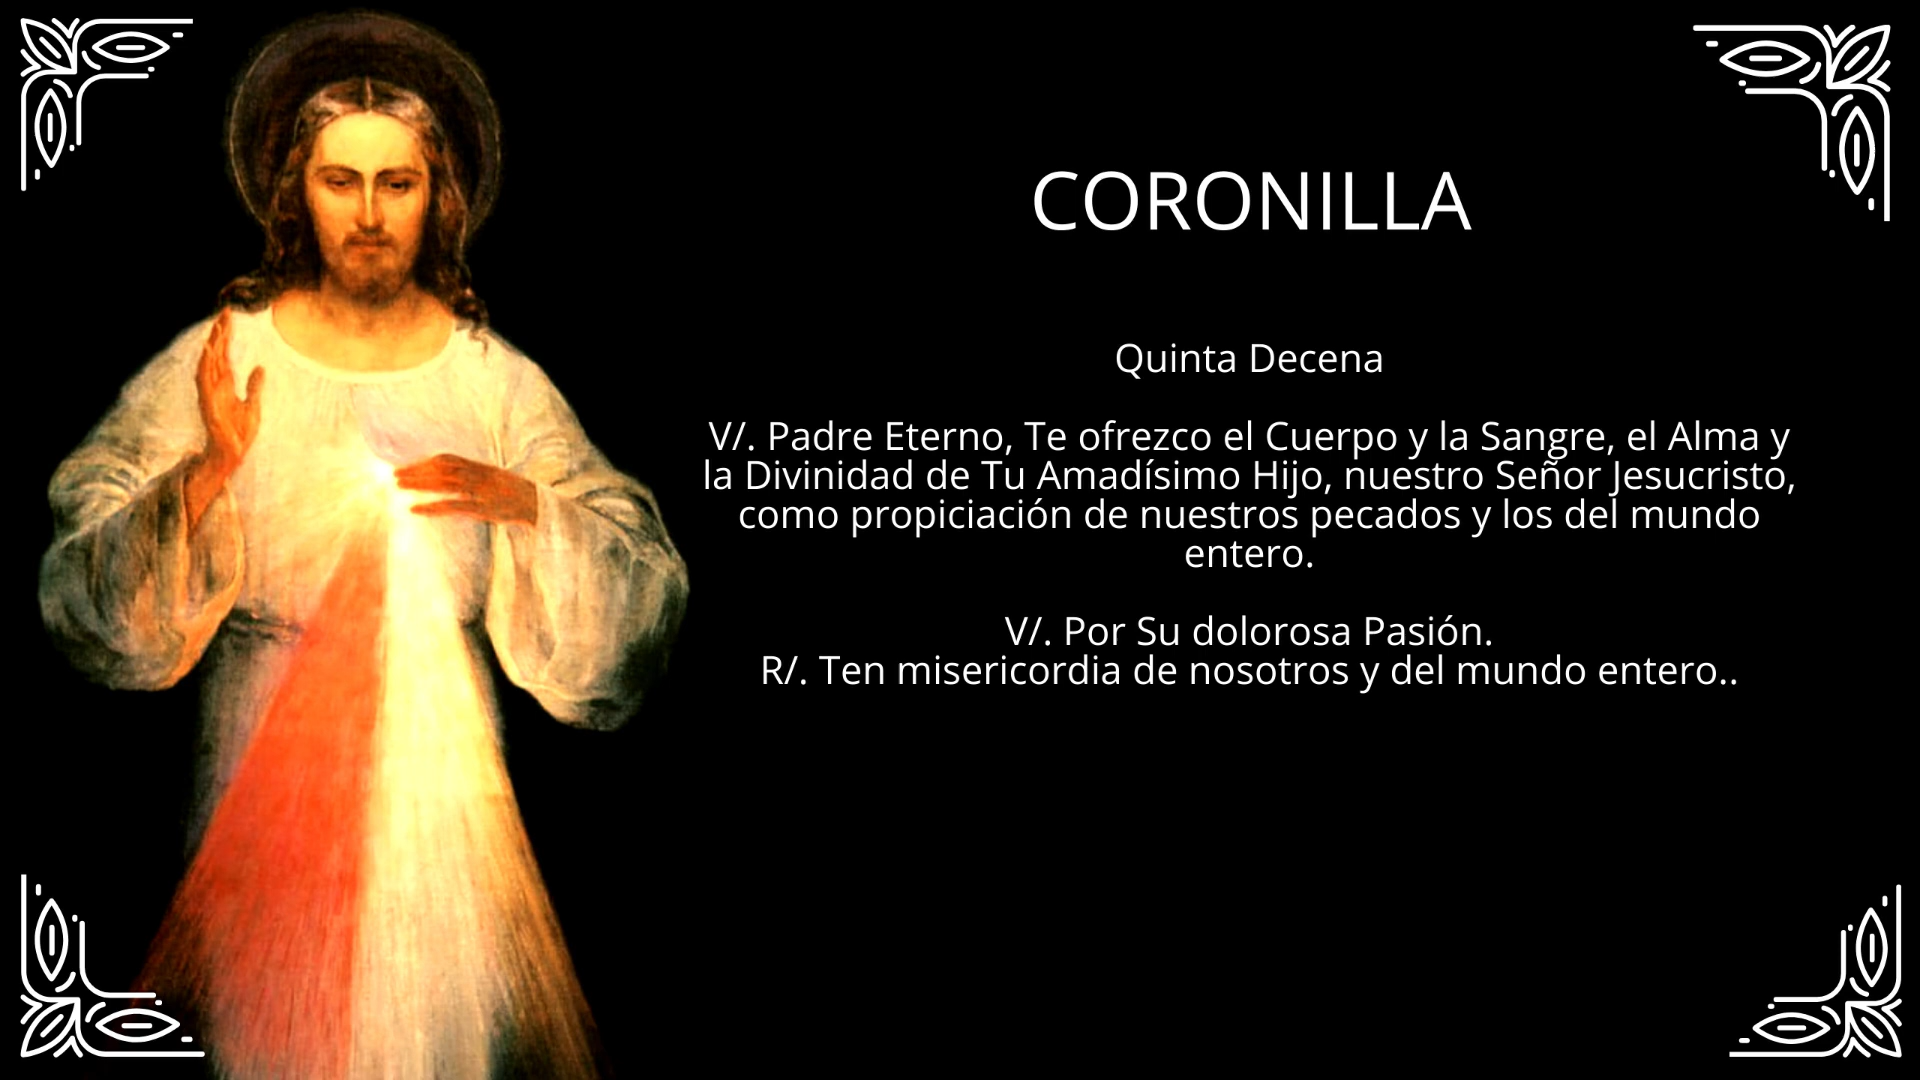 CORONILLA
Quinta Decena
V/. Padre Eterno, Te ofrezco el Cuerpo y la Sangre, el Alma y
la Divinidad de Tu Amadísimo Hijo, nuestro Señor Jesucristo,
como propiciación de nuestros pecados y los del mundo
entero.
V/. Por Su dolorosa Pasión.
R/. Ten misericordia de nosotros y del mundo entero..